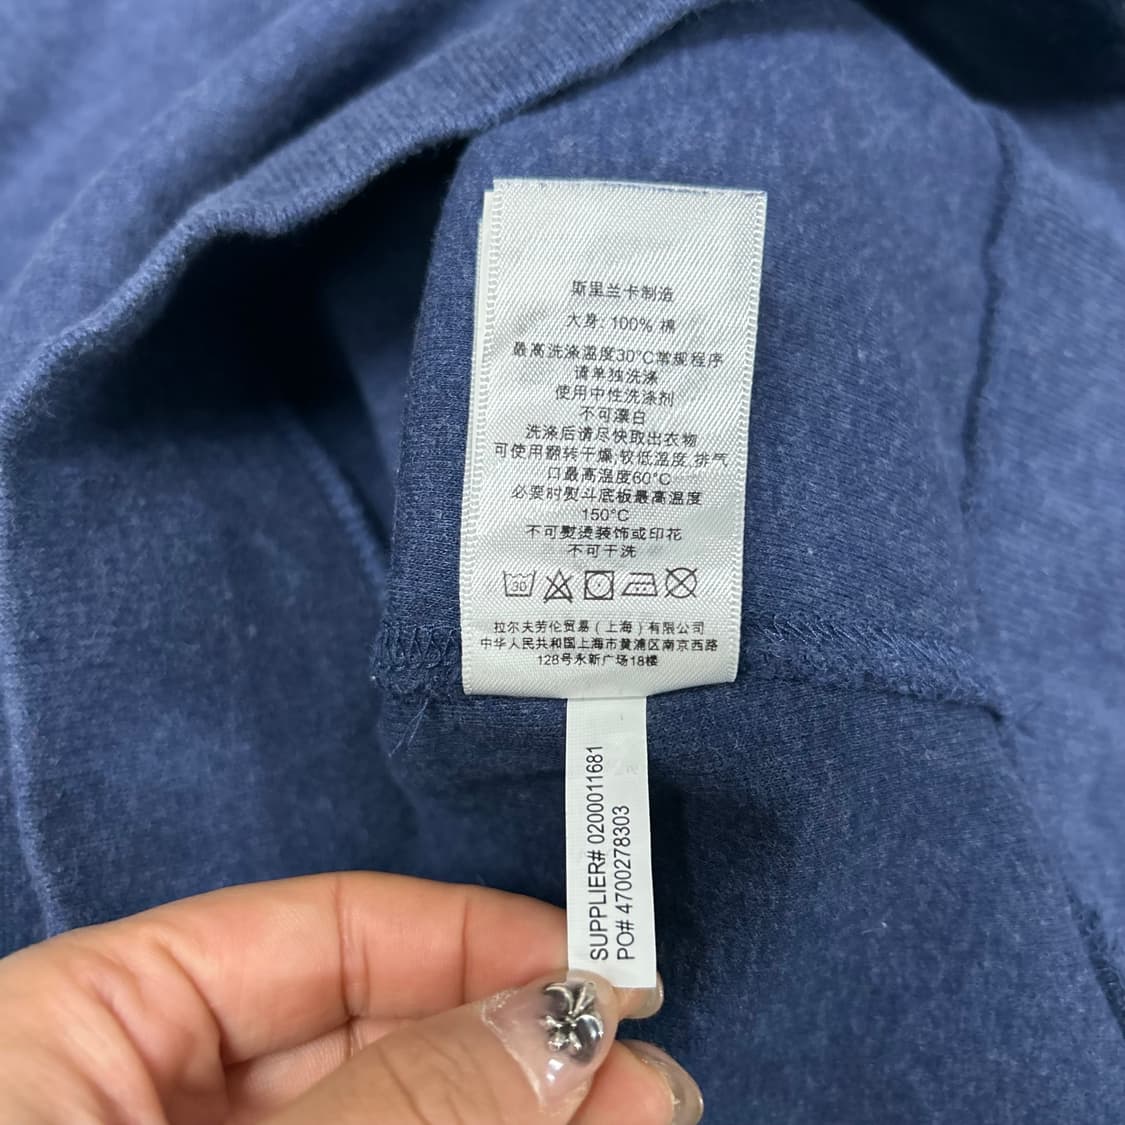 斯里兰卡制造
大身: 100% 棉
最高洗涤温度30°C常规程序
请单独洗涤
使用中性洗涤剂
不可漂白
洗涤后请尽快取出衣物
可使用翻转干燥,较低温度,排气
口最高温度60°C
必要时熨斗底板最高温度
150°C
不可熨烫装饰或印花
不可干洗
30
拉尔夫劳伦贸易（上海）有限公司
中华人民共和国上海市黄浦区南京西路
128号永新广场18楼
SUPPLIER# 0200011681
PO# 4700278303